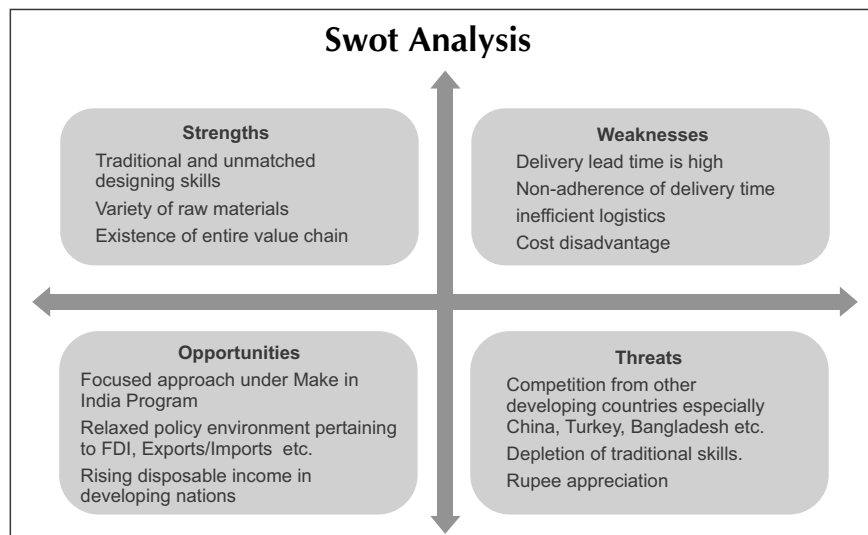 Swot Analysis
Strengths
Traditional and unmatched
designing skills
Variety of raw materials
Existence of entire value chain
Weaknesses
Delivery lead time is high
Non-adherence of delivery time
inefficient logistics
Cost disadvantage
Opportunities
Focused approach under Make in
India Program
Relaxed policy environment pertaining
to FDI, Exports/Imports etc.
Rising disposable income in
developing nations
Threats
Competition from other
developing countries especially
China, Turkey, Bangladesh etc.
Depletion of traditional skills.
Rupee appreciation